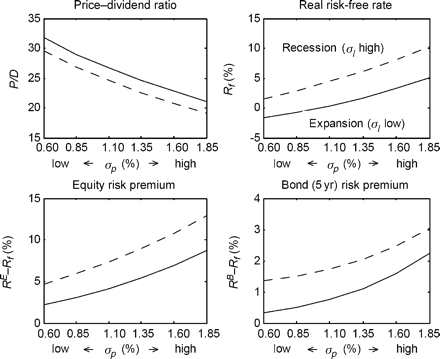 Price–dividend ratio
P/D
35
30
25
20
15
0.60 0.85 1.10 1.35 1.60 1.85
low ← σp (%) → high
Real risk-free rate
Rf (%)
15
10
5
0
−5
Recession (σl high)
Expansion (σl low)
0.60 0.85 1.10 1.35 1.60 1.85
low ← σp (%) → high
Equity risk premium
R^E–Rf (%)
15
10
5
0
0.60 0.85 1.10 1.35 1.60 1.85
low ← σp (%) → high
Bond (5 yr) risk premium
R^B–Rf (%)
4
3
2
1
0
0.60 0.85 1.10 1.35 1.60 1.85
low ← σp (%) → high